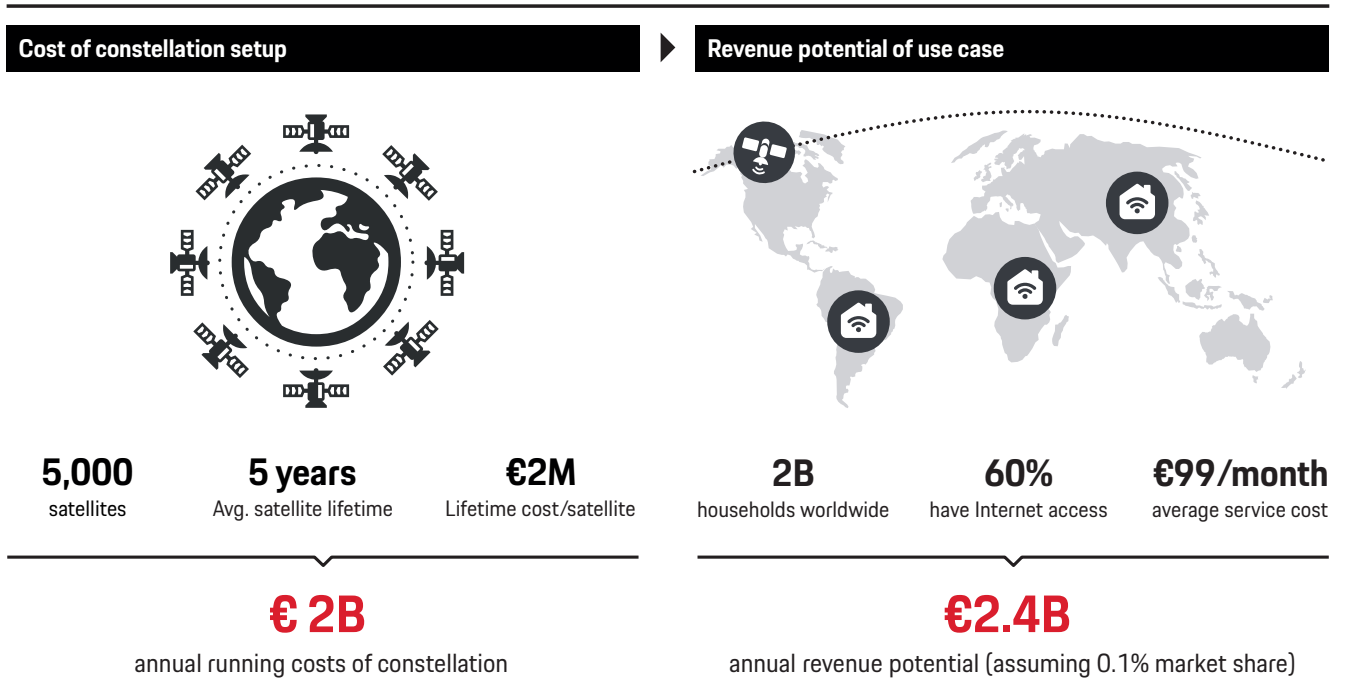 Cost of constellation setup
Revenue potential of use case
5,000
satellites
5 years
Avg. satellite lifetime
€2M
Lifetime cost/satellite
2B
households worldwide
60%
have Internet access
€99/month
average service cost
€ 2B
annual running costs of constellation
€2.4B
annual revenue potential (assuming 0.1% market share)